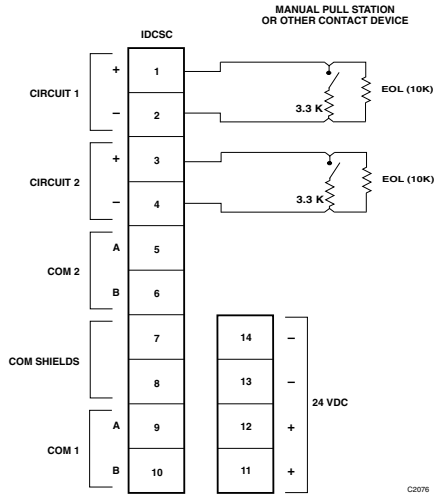 MANUAL PULL STATION
OR OTHER CONTACT DEVICE
IDCSC
CIRCUIT 1
+
1
–
2
3.3 K
EOL (10K)
CIRCUIT 2
+
3
–
4
3.3 K
EOL (10K)
COM 2
A
5
B
6
COM SHIELDS
7
8
COM 1
A
9
B
10
14
–
13
–
12
+
11
+
24 VDC
C2076